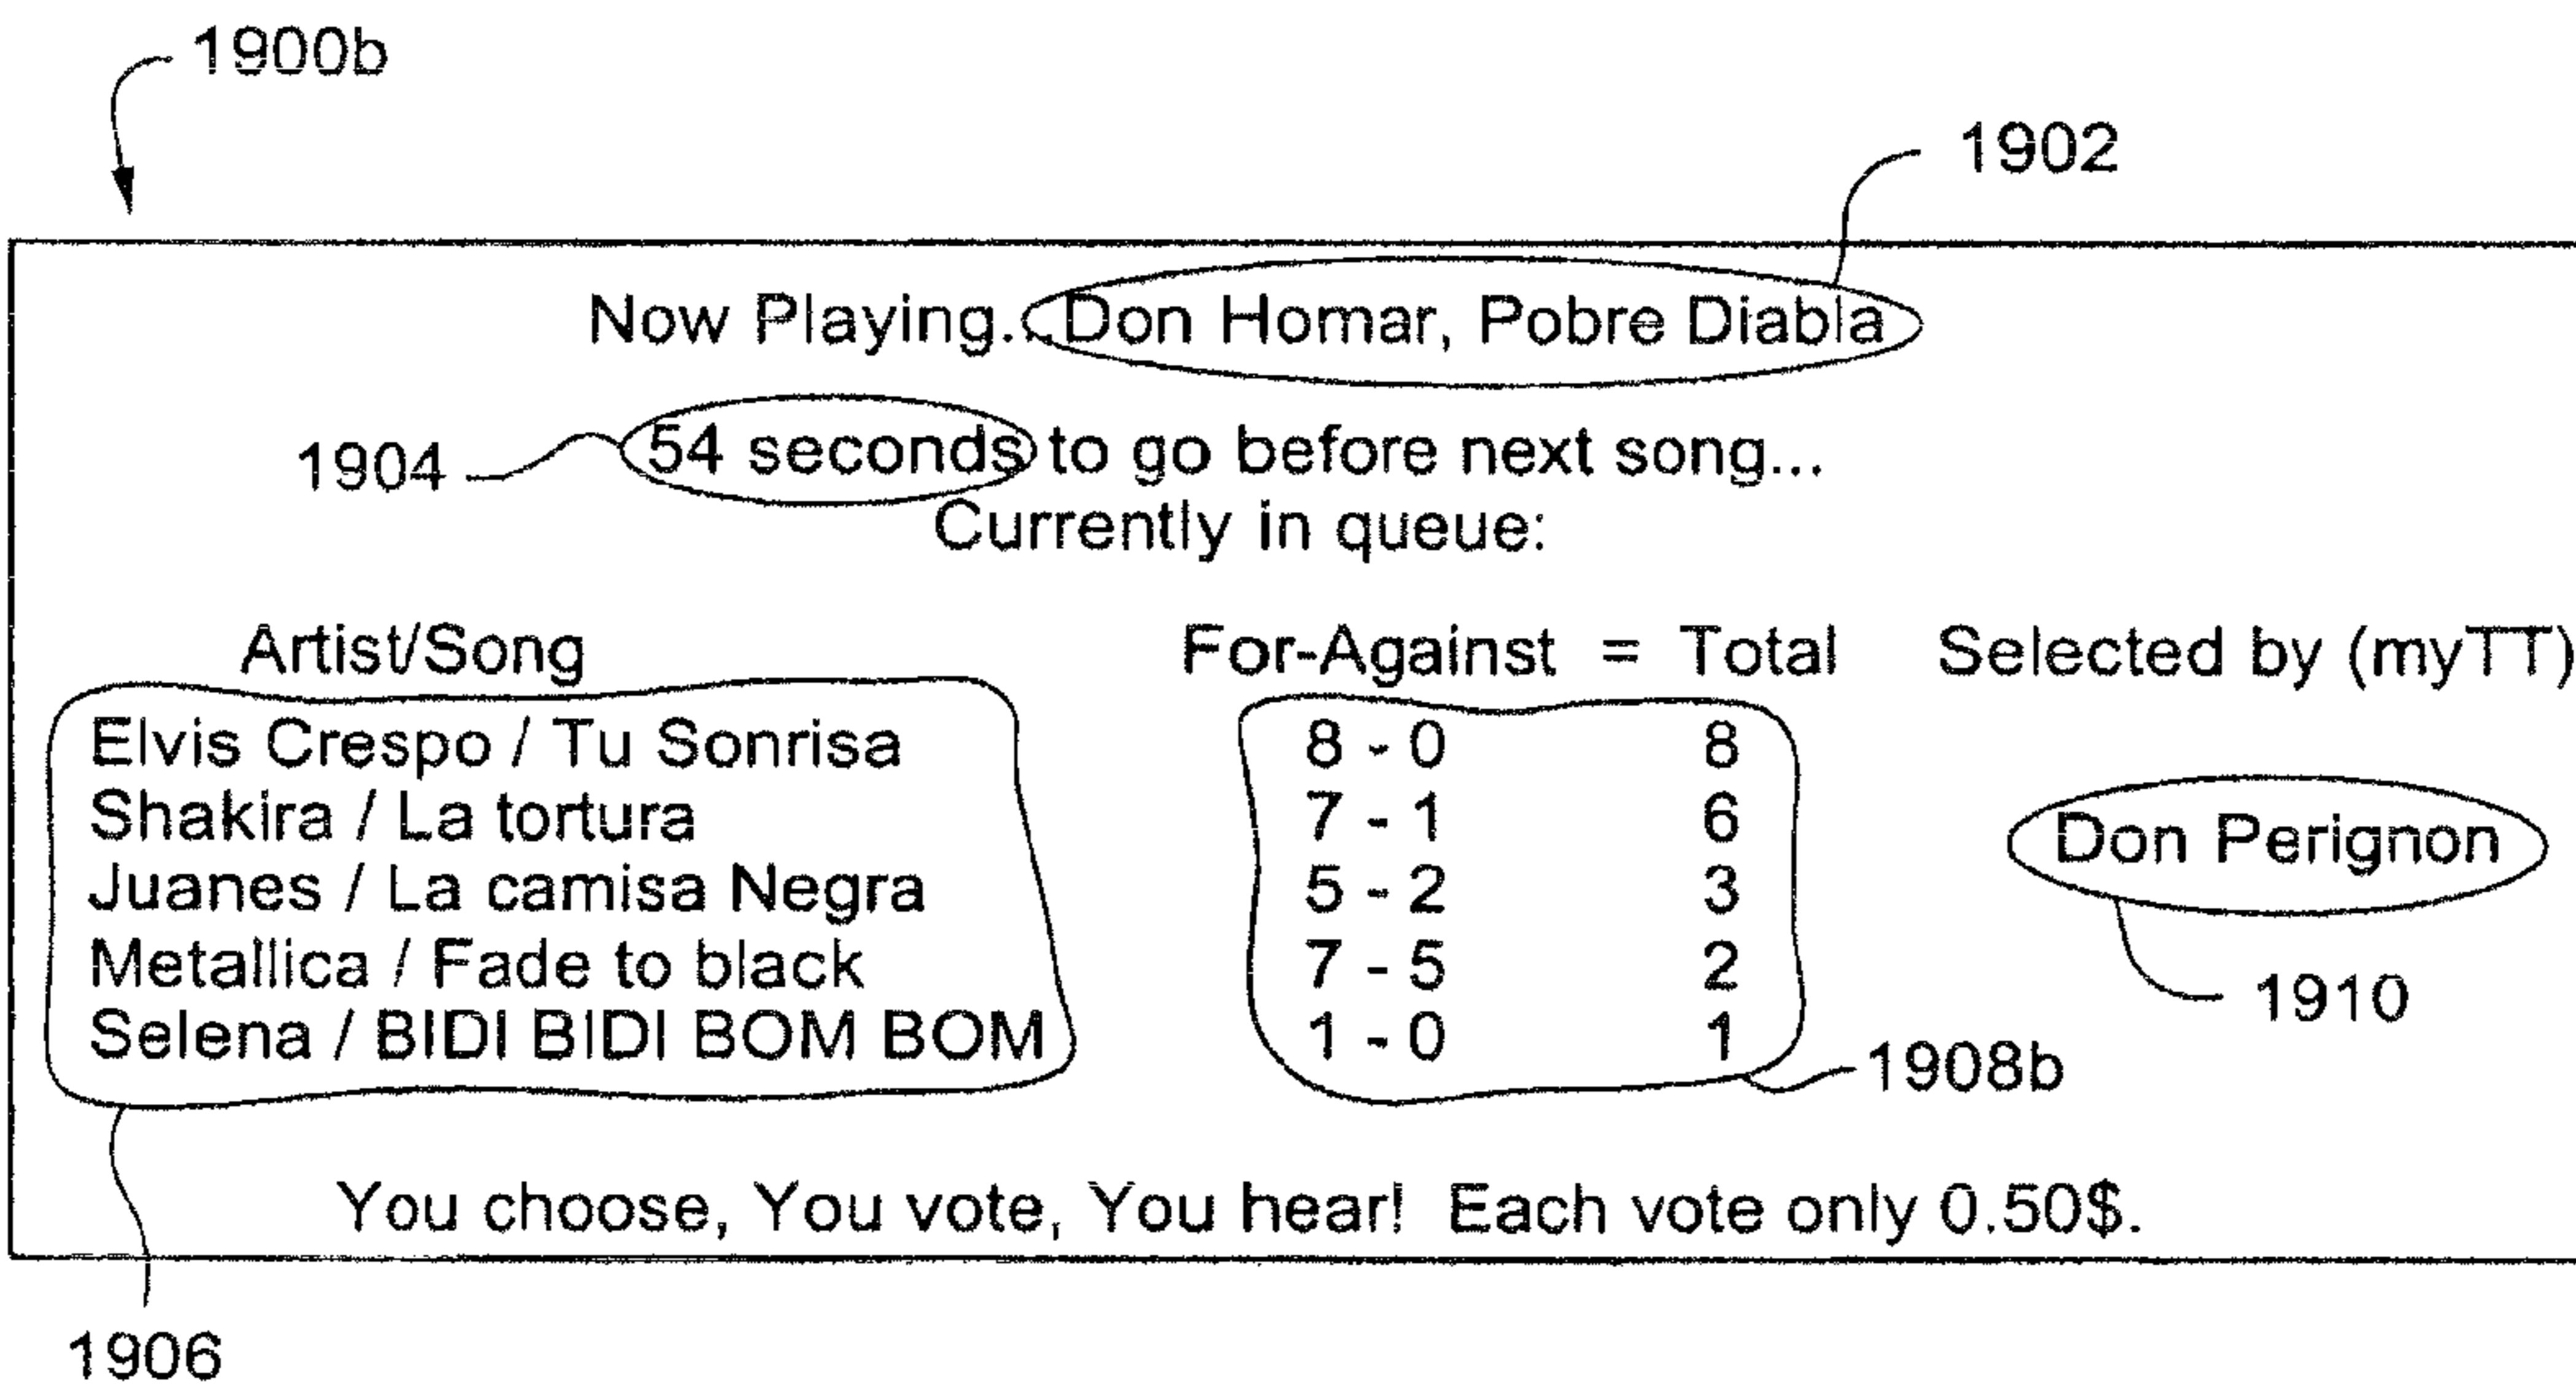 1900b
1902
Now Playing...Don Homar, Pobre Diabla
1904
54 seconds to go before next song...
Currently in queue:
Artist/Song For-Against = Total Selected by (myTT)
Elvis Crespo / Tu Sonrisa 8 - 0 8
Shakira / La tortura 7 - 1 6
Don Perignon
Juanes / La camisa Negra 5 - 2 3
Metallica / Fade to black 7 - 5 2
1910
Selena / BIDI BIDI BOM BOM 1 - 0 1
1908b
You choose, You vote, You hear! Each vote only 0.50$.
1906